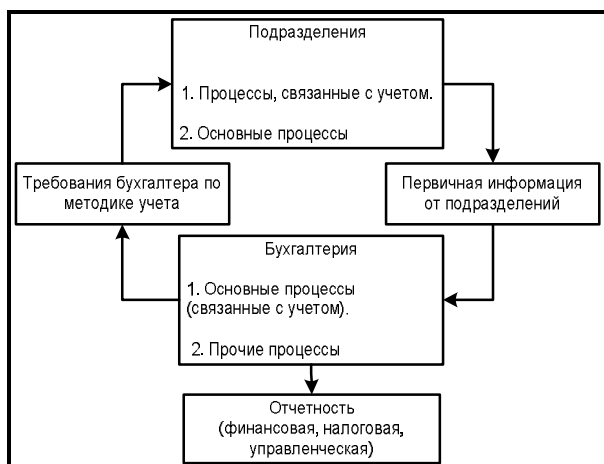 Подразделения
1. Процессы, связанные с учетом.
2. Основные процессы
Требования бухгалтера по
методике учета
Первичная информация
от подразделений
Бухгалтерия
1. Основные процессы
(связанные с учетом).
2. Прочие процессы
Отчетность
(финансовая, налоговая,
управленческая)